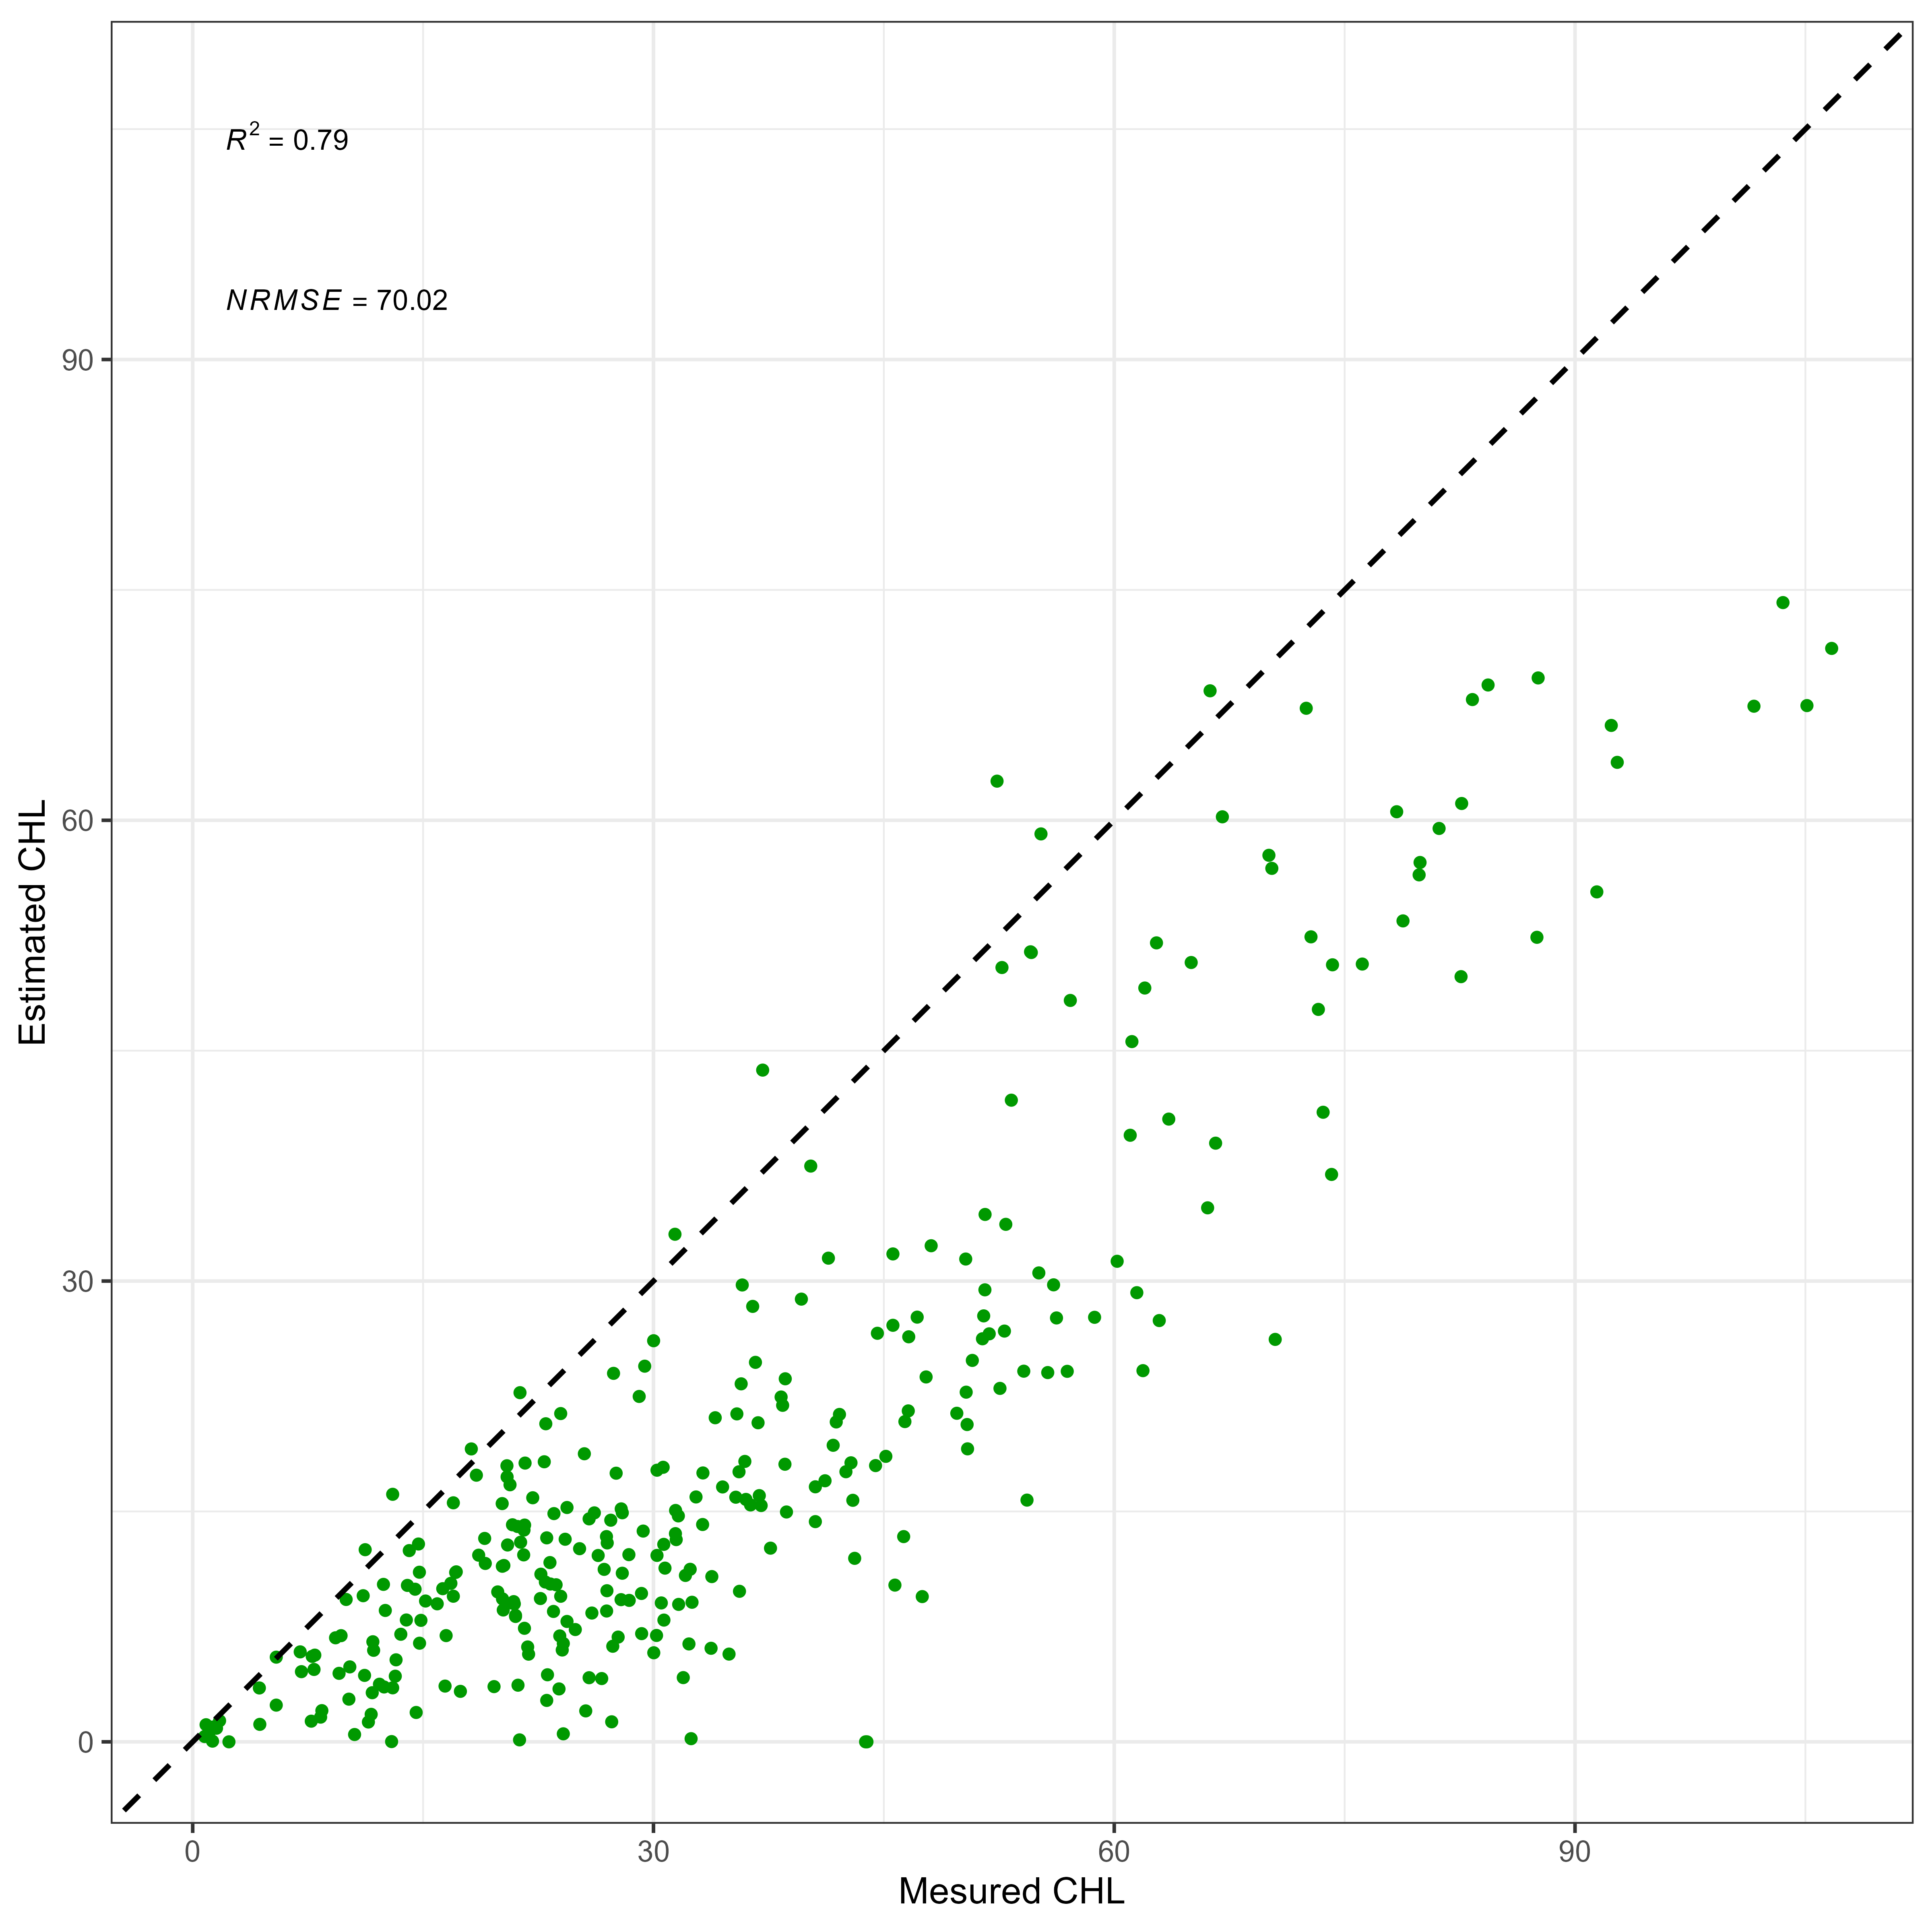 R² = 0.79
NRMSE = 70.02
90
60
30
0
Estimated CHL
0 30 60 90
Mesured CHL